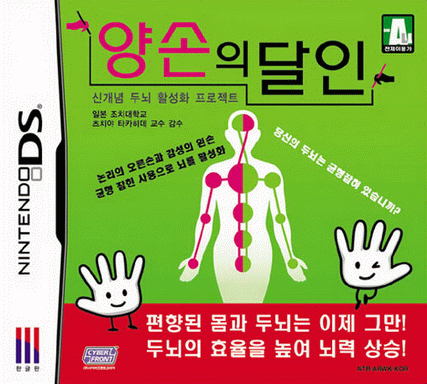 양손의달인
A
전체이용가
신개념 두뇌 활성화 프로젝트
일본 조치대학교
츠치야 타카히데 교수 감수
논리의 오른손과 감성의 왼손
균형 잡힌 사용으로 뇌를 활성화
당신의 두뇌는 균형잡혀 있습니까?
NINTENDO DS
편향된 몸과 두뇌는 이제 그만!
두뇌의 효율을 높여 뇌력 상승!
한글판
CYBER FRONT
NTR-ARWK-KOR